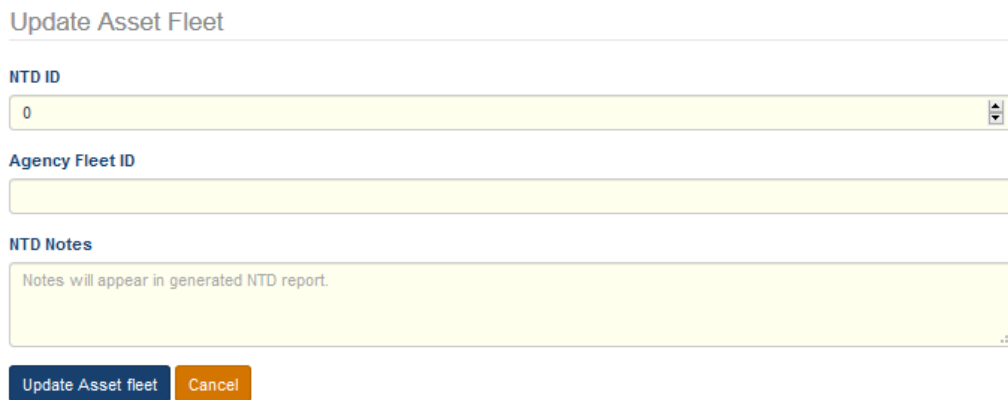 Update Asset Fleet
NTD ID
0
Agency Fleet ID
NTD Notes
Notes will appear in generated NTD report.
Update Asset fleet Cancel